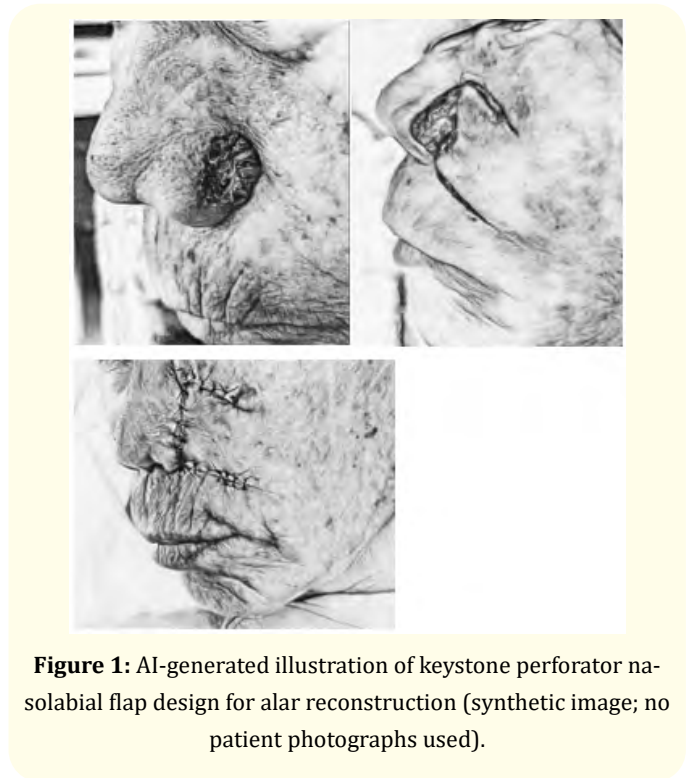 Figure 1: AI-generated illustration of keystone perforator na-
solabial flap design for alar reconstruction (synthetic image; no
patient photographs used).